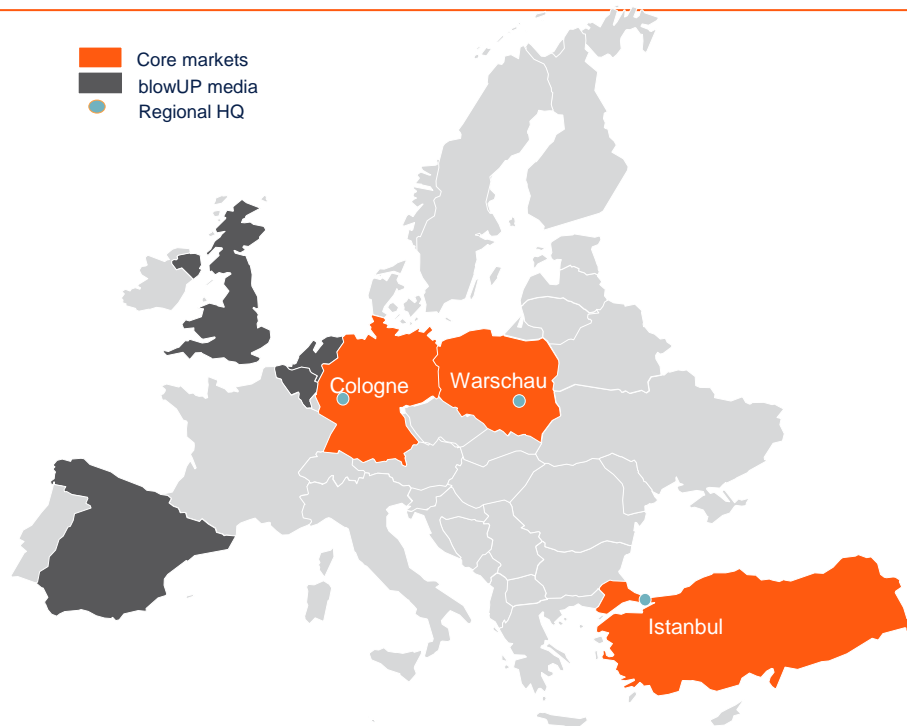 Core markets
blowUP media
Regional HQ
Cologne
Warschau
Istanbul